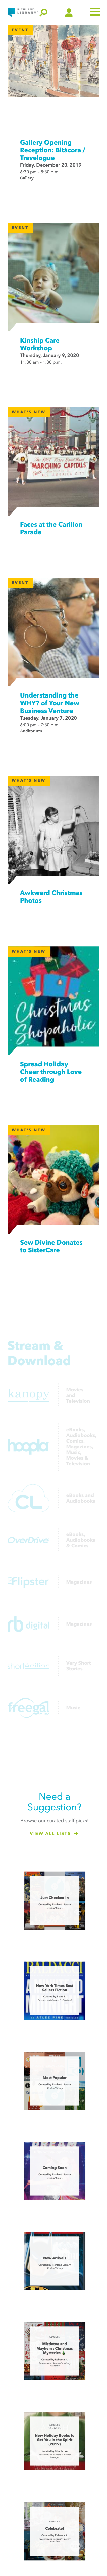 RICHLAND
LIBRARY
EVENT
Gallery Opening
Reception: Bitácora /
Travelogue
Friday, December 20, 2019
6:30 pm - 8:30 p.m.
Gallery
EVENT
Kinship Care
Workshop
Thursday, January 9, 2020
11:30 am - 1:30 p.m.
WHAT'S NEW
MARCHING CAPITALS
Faces at the Carillon
Parade
EVENT
Understanding the
WHY? of Your New
Business Venture
Tuesday, January 7, 2020
6:00 pm - 7:30 p.m.
Auditorium
WHAT'S NEW
Awkward Christmas
Photos
WHAT'S NEW
Christmas
Shopaholic
Spread Holiday
Cheer through Love
of Reading
WHAT'S NEW
Sew Divine Donates
to SisterCare
Stream &
Download
kanopy
Movies
and
Television
hoopla
eBooks,
Audiobooks,
Comics,
Magazines,
Music,
Movies &
Television
CL
eBooks and
Audiobooks
OverDrive
eBooks,
Audiobooks
& Comics
Flipster
Magazines
rb digital
Magazines
short édition
Very Short
Stories
freegal
Music
Need a
Suggestion?
Browse our curated staff picks!
VIEW ALL LISTS →
Just Checked In
New York Times Best
Sellers Fiction
Most Popular
Coming Soon
New Arrivals
Mistletoe and
Mayhem : Christmas
Mysteries
New Holiday Books to
Get You in the Spirit
(2019)
Celebrate!